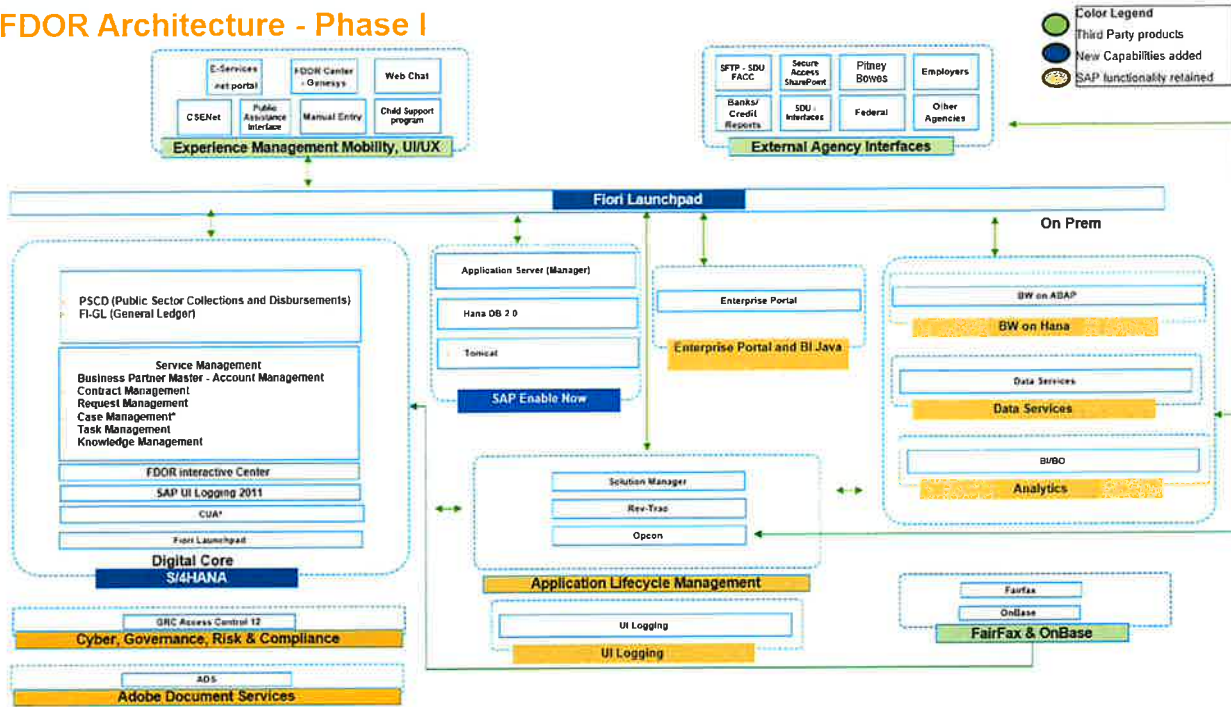 FDOR Architecture - Phase I
Color Legend
Third Party products
New Capabilities added
SAP functionality retained
E-Services
.net portal
FDOR Center
- Genesys
Web Chat
CSENet
Public
Assistance
Interface
Manual Entry
Child Support
program
Experience Management Mobility, UI/UX
SFTP - SDU
FACC
Secure
Access
SharePoint
Pitney
Bowes
Employers
Banks/
Credit
Reports
SDU -
Interfaces
Federal
Other
Agencies
External Agency Interfaces
Fiori Launchpad
On Prem
PSCD (Public Sector Collections and Disbursements)
FI-GL (General Ledger)
Service Management
Business Partner Master - Account Management
Contract Management
Request Management
Case Management*
Task Management
Knowledge Management
FDOR interactive Center
SAP UI Logging 2011
CUA*
Fiori Launchpad
Digital Core
S/4HANA
Application Server (Manager)
Hana DB 2.0
Tomcat
SAP Enable Now
Enterprise Portal
Enterprise Portal and BI Java
BW on ABAP
BW on Hana
Data Services
Data Services
BI/BO
Analytics
Solution Manager
Rev-Trac
Opcon
Application Lifecycle Management
UI Logging
UI Logging
Fairfax
OnBase
FairFax & OnBase
GRC Access Control 12
Cyber, Governance, Risk & Compliance
ADS
Adobe Document Services